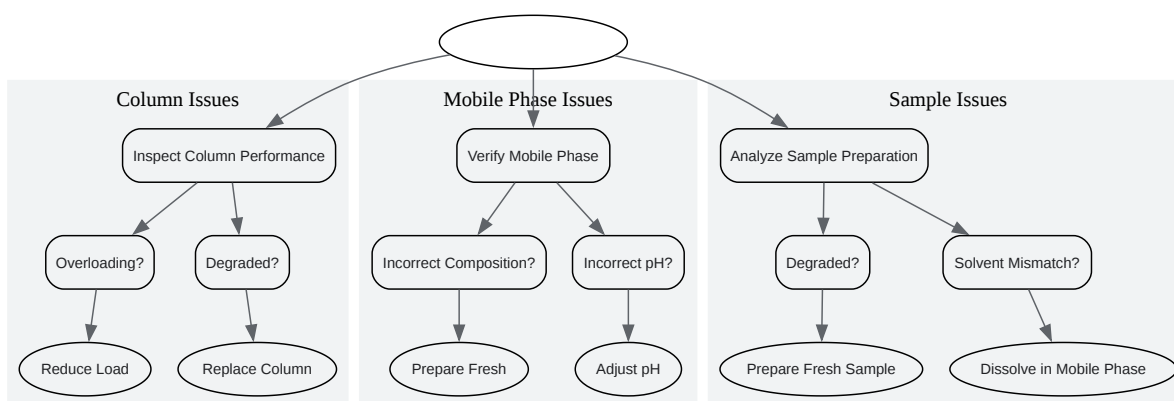 Column Issues
Mobile Phase Issues
Sample Issues
Inspect Column Performance
Verify Mobile Phase
Analyze Sample Preparation
Overloading?
Degraded?
Incorrect Composition?
Incorrect pH?
Degraded?
Solvent Mismatch?
Reduce Load
Replace Column
Prepare Fresh
Adjust pH
Prepare Fresh Sample
Dissolve in Mobile Phase